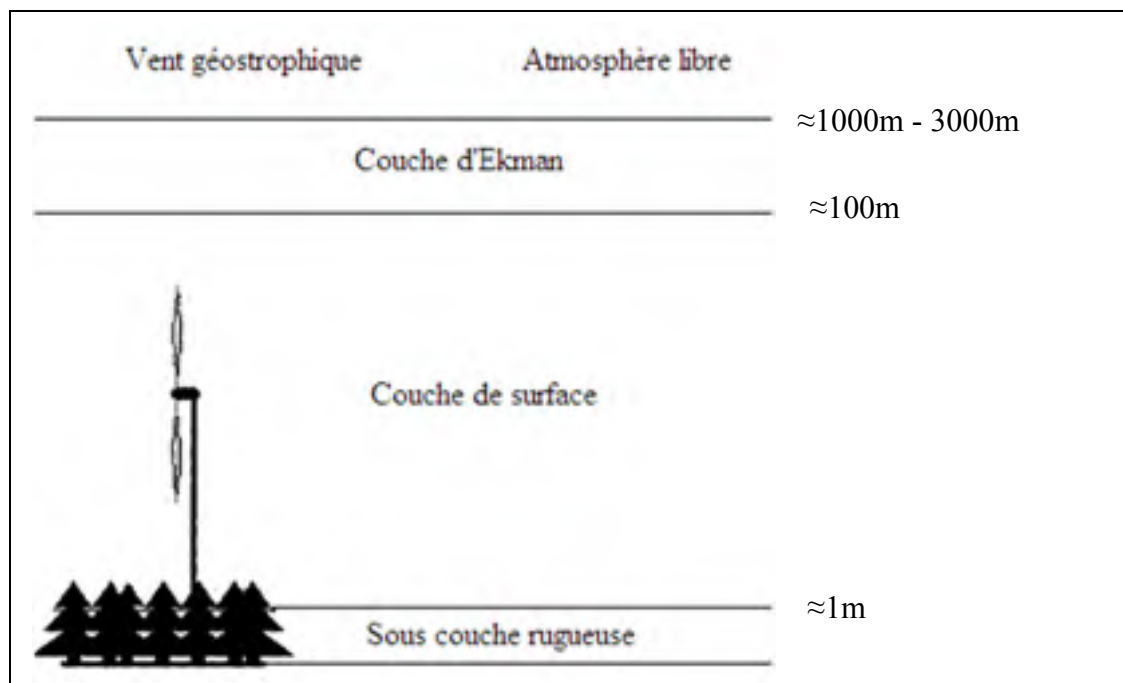 Vent géostrophique Atmosphère libre
≈1000m - 3000m
Couche d'Ekman
≈100m
Couche de surface
≈1m
Sous couche rugueuse